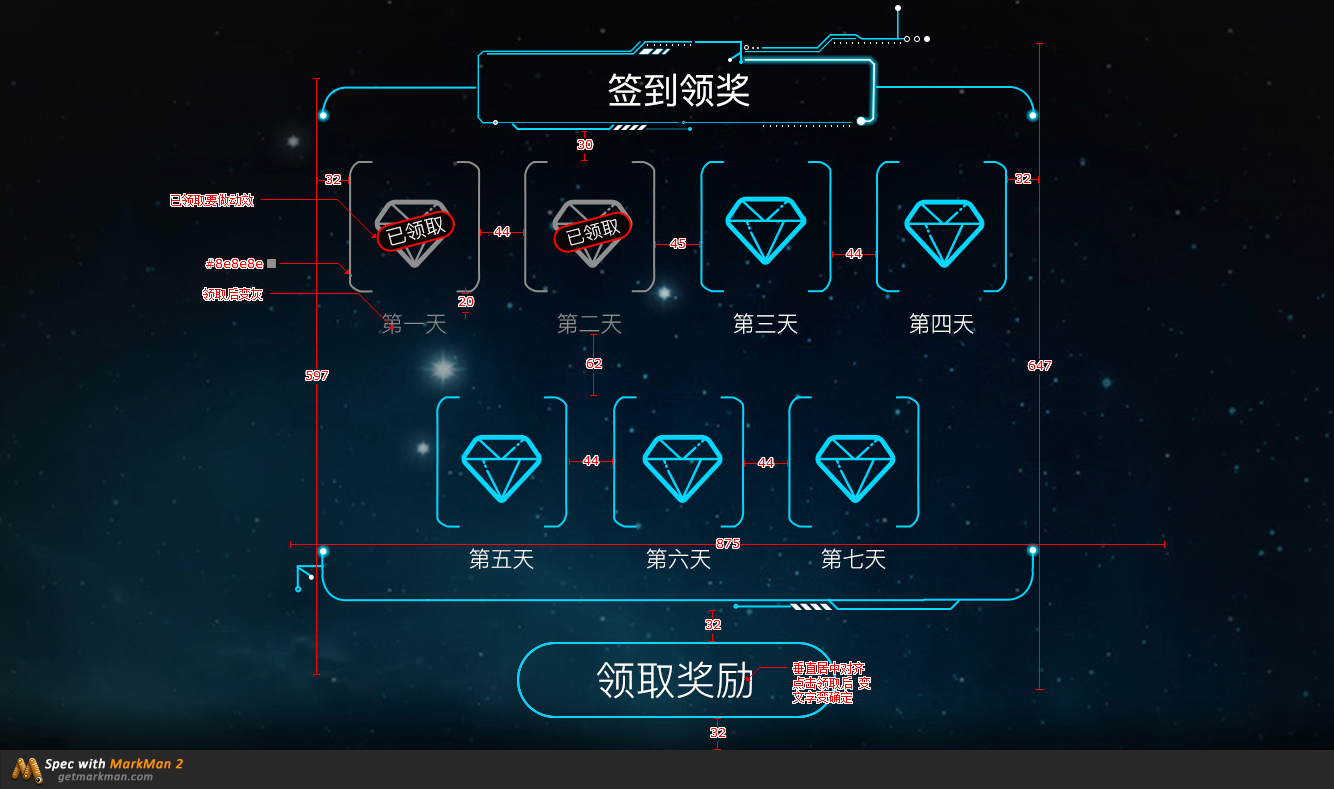 签到领奖
30
32
32
已领取要做动效
已领取
已领取
44
45
44
#8e8e8e
领取后变灰
20
第一天
第二天
第三天
第四天
62
597
647
44
44
875
第五天
第六天
第七天
32
领取奖励
垂直居中对齐
点击领取后 变
文字变确定
32
Spec with MarkMan 2
getmarkman.com